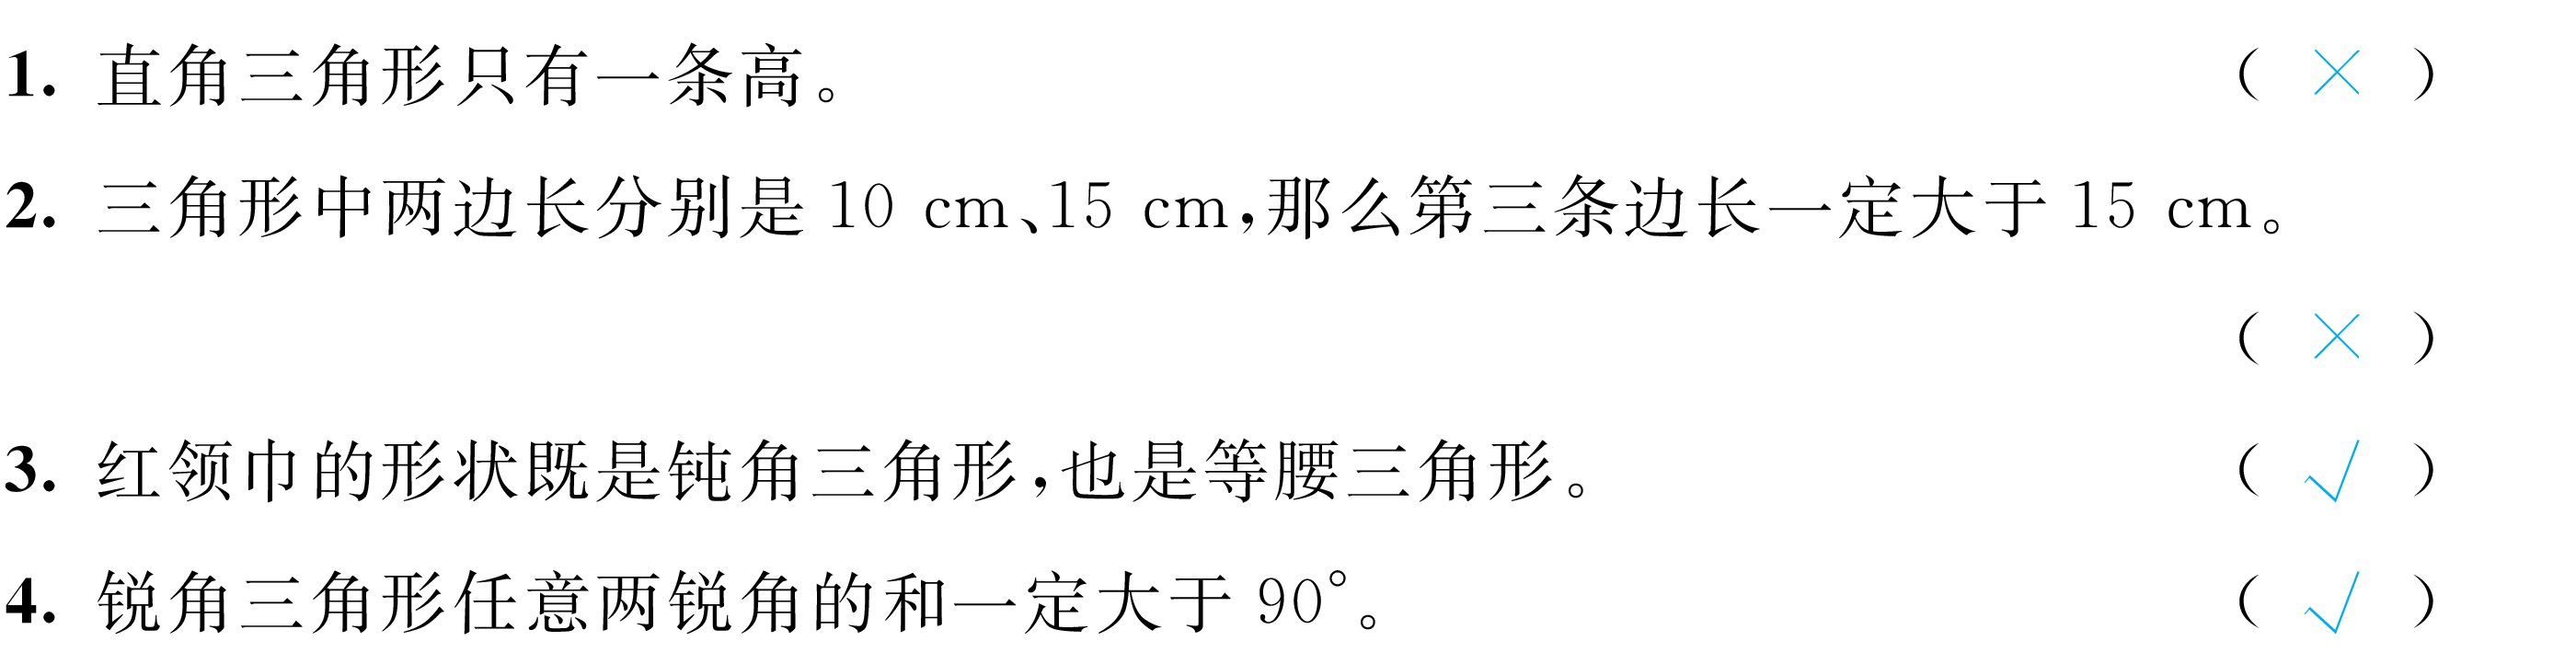 1. 直角三角形只有一条高。 ( × )
2. 三角形中两边长分别是 10 cm、15 cm,那么第三条边长一定大于 15 cm。
( × )
3. 红领巾的形状既是钝角三角形,也是等腰三角形。 ( √ )
4. 锐角三角形任意两锐角的和一定大于 90°。 ( √ )